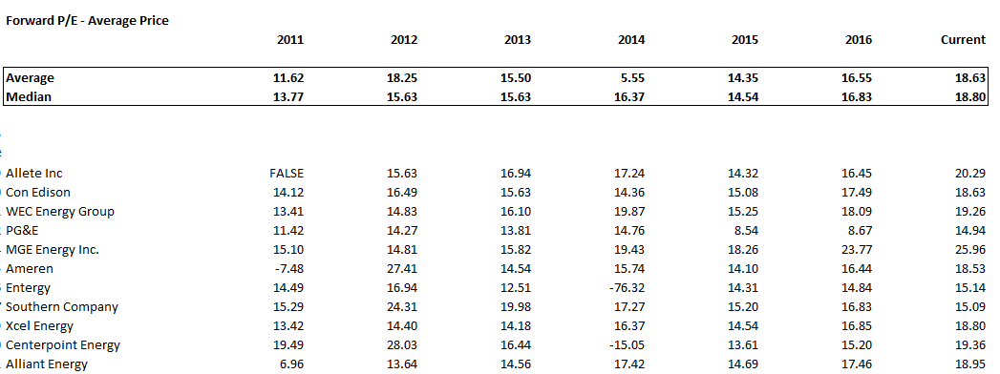 Forward P/E - Average Price
2011 2012 2013 2014 2015 2016 Current
Average 11.62 18.25 15.50 5.55 14.35 16.55 18.63
Median 13.77 15.63 15.63 16.37 14.54 16.83 18.80
Allete Inc FALSE 15.63 16.94 17.24 14.32 16.45 20.29
Con Edison 14.12 16.49 15.63 14.36 15.08 17.49 18.63
WEC Energy Group 13.41 14.83 16.10 19.87 15.25 18.09 19.26
PG&E 11.42 14.27 13.81 14.76 8.54 8.67 14.94
MGE Energy Inc. 15.10 14.81 15.82 19.43 18.26 23.77 25.96
Ameren -7.48 27.41 14.54 15.74 14.10 16.44 18.53
Entergy 14.49 16.94 12.51 -76.32 14.31 14.84 15.14
Southern Company 15.29 24.31 19.98 17.27 15.20 16.83 15.09
Xcel Energy 13.42 14.40 14.18 16.37 14.54 16.85 18.80
Centerpoint Energy 19.49 28.03 16.44 -15.05 13.61 15.20 19.36
Alliant Energy 6.96 13.64 14.56 17.42 14.69 17.46 18.95